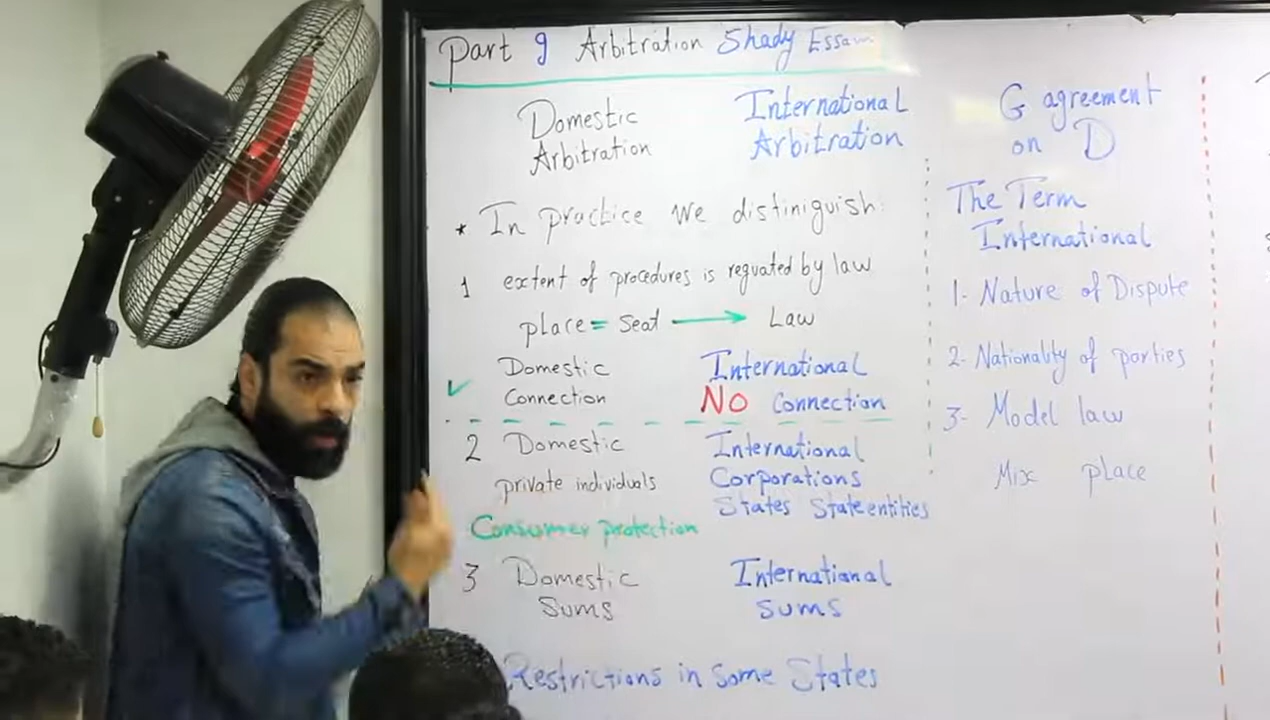 Part 9 Arbitration Shady Essam
Domestic Arbitration
International Arbitration
* In practice We distiniguish:
1 extent of procedures is reguated by law
place = Seat → Law
✓ Domestic Connection
International NO Connection
2 Domestic private individuals
International Corporations
States State entities
Consumer protection
3 Domestic Sums
International sums
Restrictions in some States
G agreement
on D
The Term
International
1- Nature of Dispute
2- Nationality of parties
3- Model law
Mix place